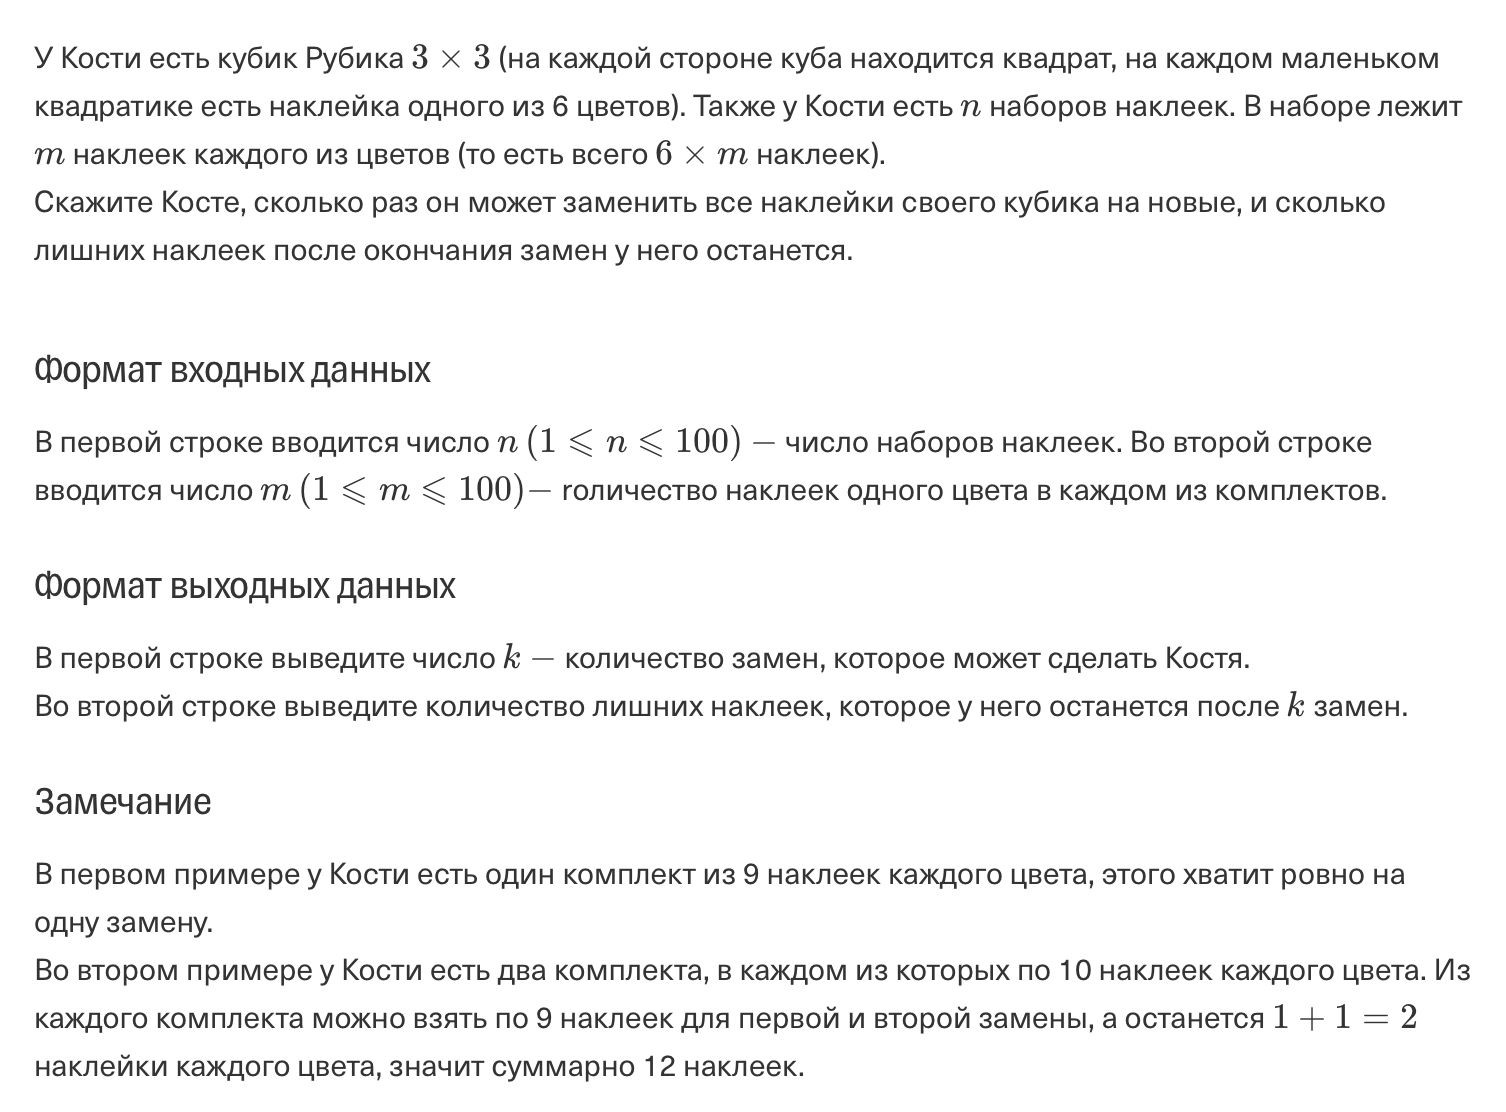 У Кости есть кубик Рубика 3 × 3 (на каждой стороне куба находится квадрат, на каждом маленьком
квадратике есть наклейка одного из 6 цветов). Также у Кости есть n наборов наклеек. В наборе лежит
m наклеек каждого из цветов (то есть всего 6 × m наклеек).
Скажите Косте, сколько раз он может заменить все наклейки своего кубика на новые, и сколько
лишних наклеек после окончания замен у него останется.
Формат входных данных
В первой строке вводится число n (1 ⩽ n ⩽ 100) — число наборов наклеек. Во второй строке
вводится число m (1 ⩽ m ⩽ 100)— голичество наклеек одного цвета в каждом из комплектов.
Формат выходных данных
В первой строке выведите число k — количество замен, которое может сделать Костя.
Во второй строке выведите количество лишних наклеек, которое у него останется после k замен.
Замечание
В первом примере у Кости есть один комплект из 9 наклеек каждого цвета, этого хватит ровно на
одну замену.
Во втором примере у Кости есть два комплекта, в каждом из которых по 10 наклеек каждого цвета. Из
каждого комплекта можно взять по 9 наклеек для первой и второй замены, а останется 1 + 1 = 2
наклейки каждого цвета, значит суммарно 12 наклеек.